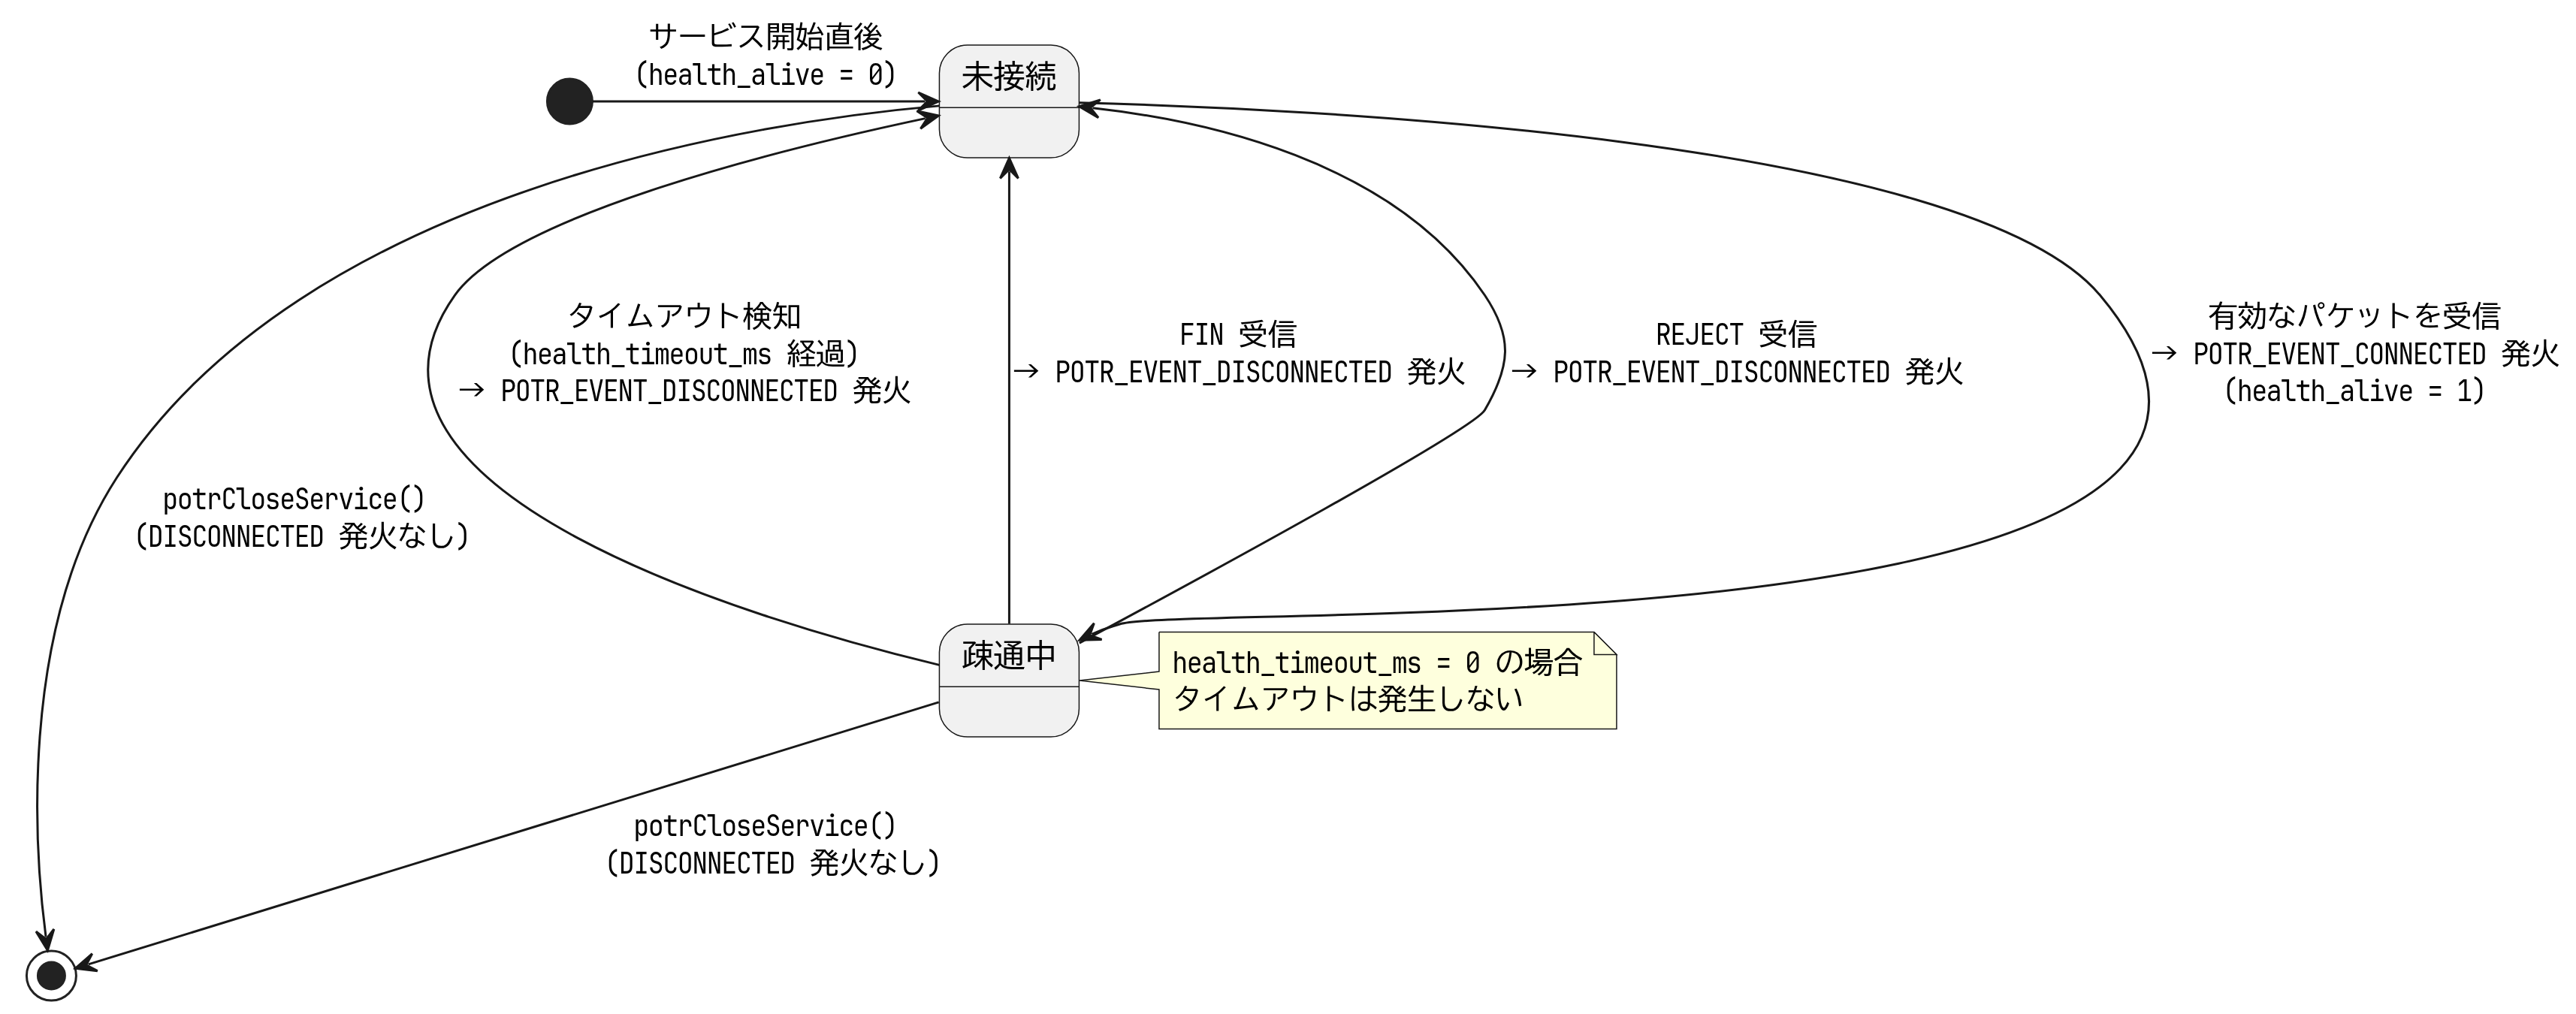 サービス開始直後
(health_alive = 0)
未接続
タイムアウト検知
(health_timeout_ms 経過)
→ POTR_EVENT_DISCONNECTED 発火
FIN 受信
→ POTR_EVENT_DISCONNECTED 発火
REJECT 受信
→ POTR_EVENT_DISCONNECTED 発火
有効なパケットを受信
→ POTR_EVENT_CONNECTED 発火
(health_alive = 1)
potrCloseService()
(DISCONNECTED 発火なし)
疎通中
health_timeout_ms = 0 の場合
タイムアウトは発生しない
potrCloseService()
(DISCONNECTED 発火なし)